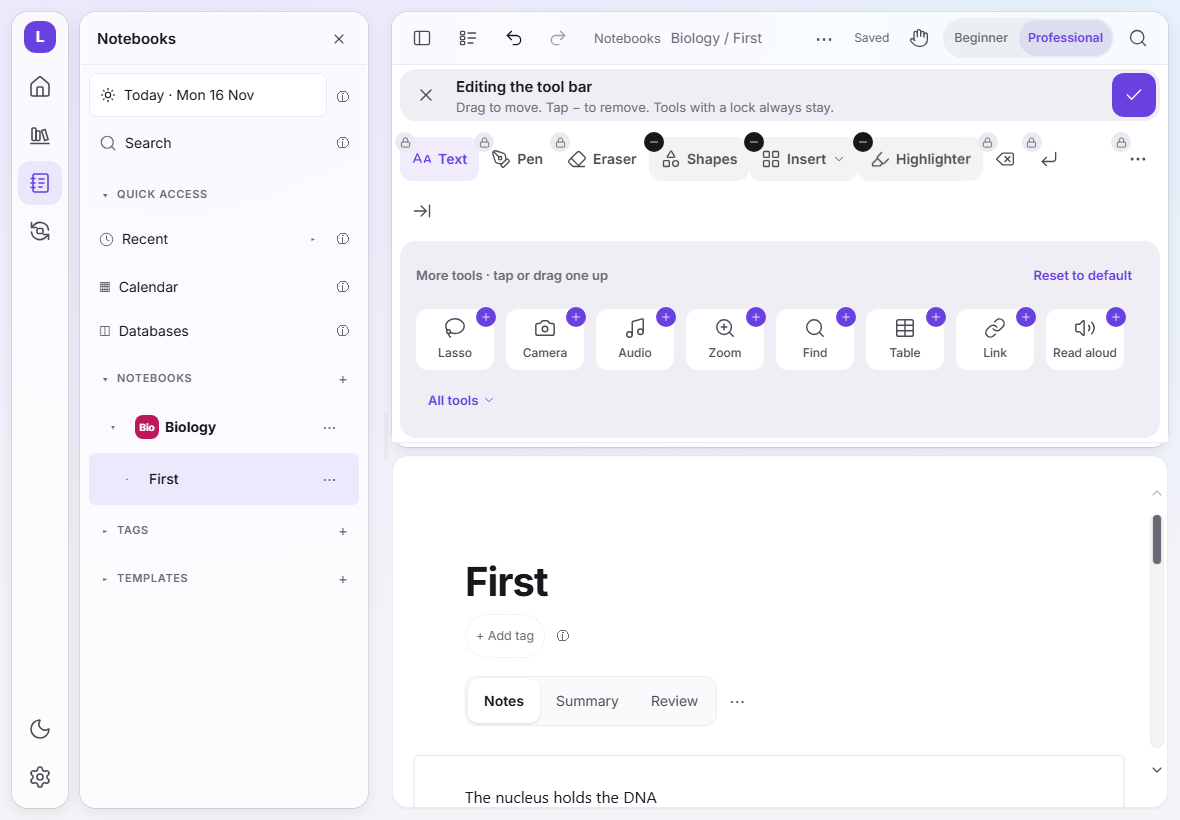 L
Notebooks
Today · Mon 16 Nov
Search
QUICK ACCESS
Recent
Calendar
Databases
NOTEBOOKS
Bio Biology
First
TAGS
TEMPLATES
Notebooks Biology / First
Saved
Beginner Professional
Editing the tool bar
Drag to move. Tap − to remove. Tools with a lock always stay.
AA Text Pen Eraser Shapes Insert Highlighter
More tools · tap or drag one up
Reset to default
Lasso Camera Audio Zoom Find Table Link Read aloud
All tools
First
+ Add tag
Notes Summary Review
The nucleus holds the DNA